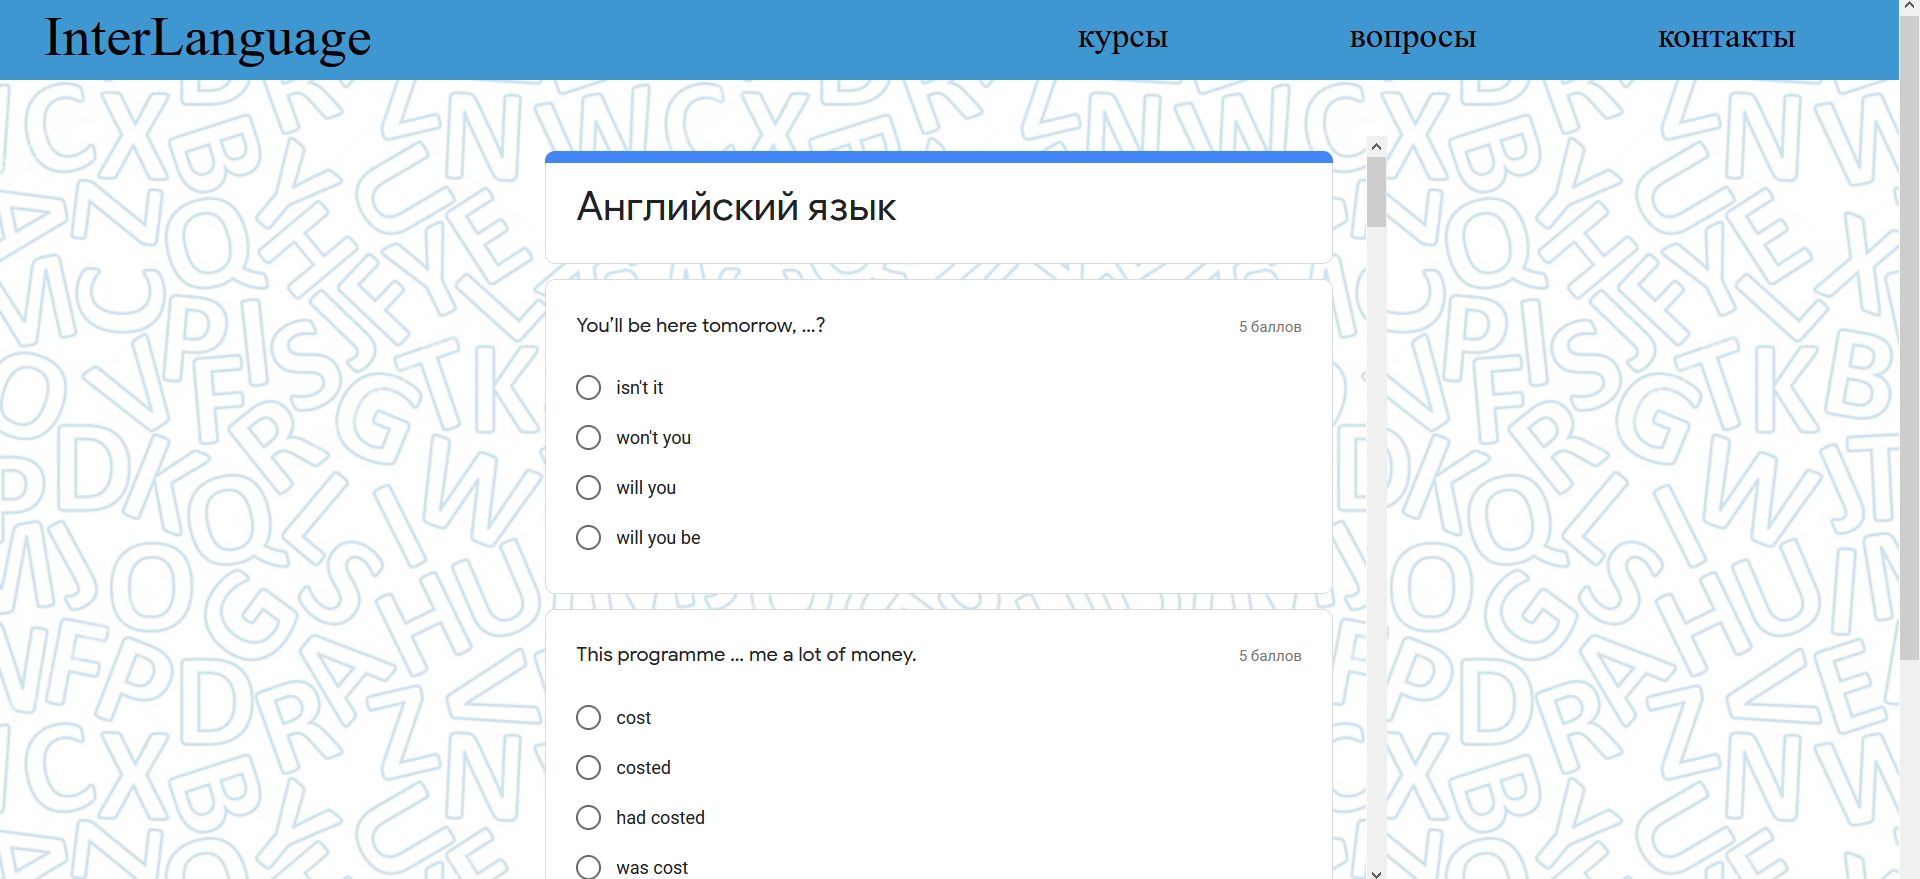 InterLanguage курсы вопросы контакты
Английский язык
You’ll be here tomorrow, ...? 5 баллов
isn't it
won't you
will you
will you be
This programme ... me a lot of money. 5 баллов
cost
costed
had costed
was cost